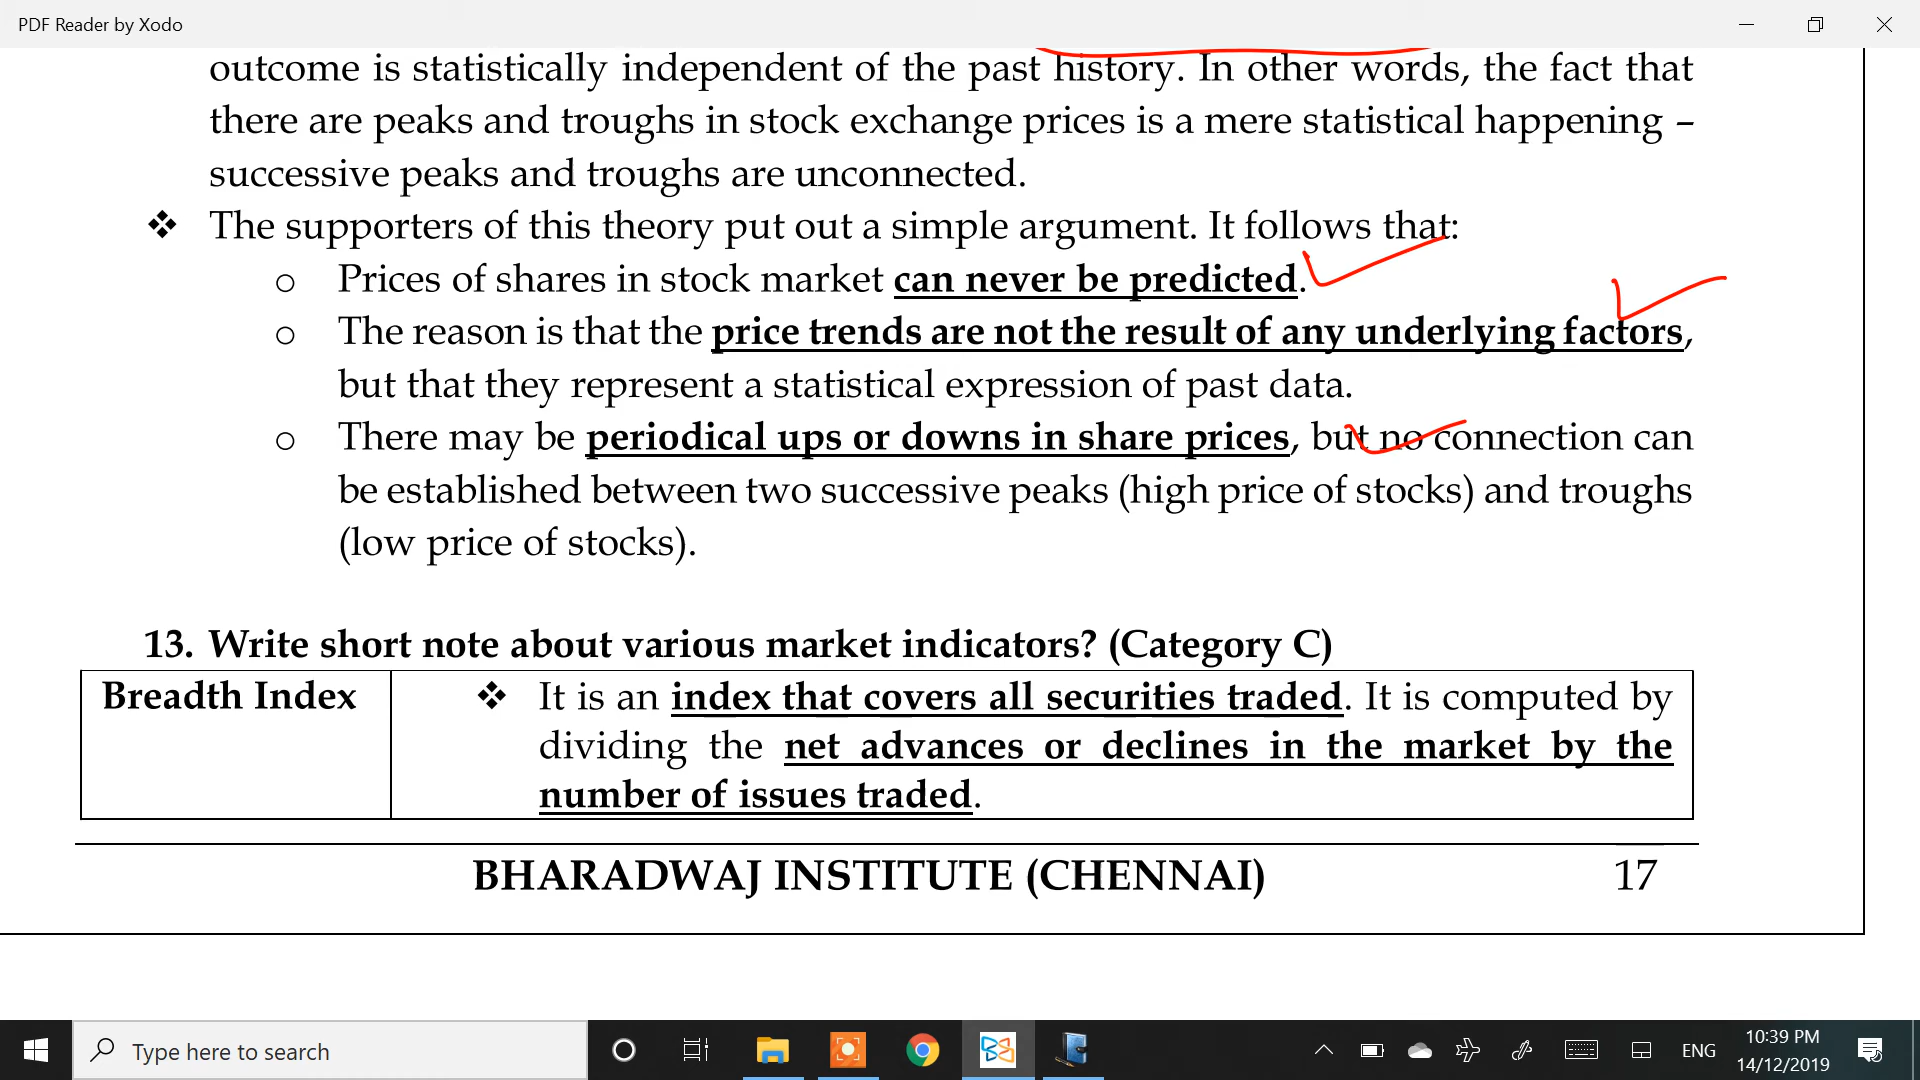 PDF Reader by Xodo
outcome is statistically independent of the past history. In other words, the fact that
there are peaks and troughs in stock exchange prices is a mere statistical happening –
successive peaks and troughs are unconnected.
❖ The supporters of this theory put out a simple argument. It follows that:
o Prices of shares in stock market can never be predicted.
o The reason is that the price trends are not the result of any underlying factors,
but that they represent a statistical expression of past data.
o There may be periodical ups or downs in share prices, but no connection can
be established between two successive peaks (high price of stocks) and troughs
(low price of stocks).
13. Write short note about various market indicators? (Category C)
Breadth Index
❖ It is an index that covers all securities traded. It is computed by
dividing the net advances or declines in the market by the
number of issues traded.
BHARADWAJ INSTITUTE (CHENNAI) 17
Type here to search
ENG
10:39 PM
14/12/2019